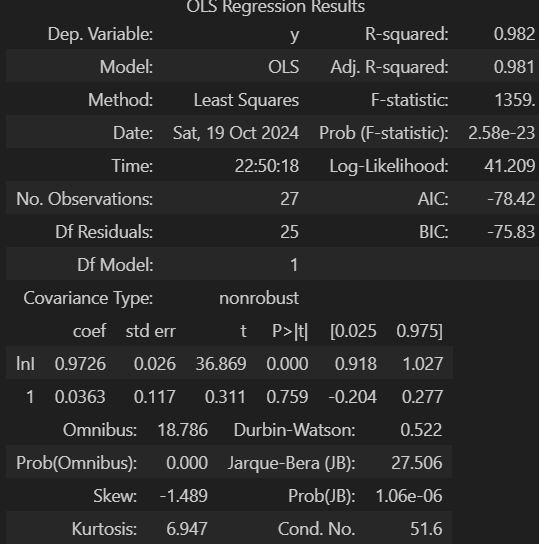 OLS Regression Results
Dep. Variable: y R-squared: 0.982
Model: OLS Adj. R-squared: 0.981
Method: Least Squares F-statistic: 1359.
Date: Sat, 19 Oct 2024 Prob (F-statistic): 2.58e-23
Time: 22:50:18 Log-Likelihood: 41.209
No. Observations: 27 AIC: -78.42
Df Residuals: 25 BIC: -75.83
Df Model: 1
Covariance Type: nonrobust
coef std err t P>|t| [0.025 0.975]
lnI 0.9726 0.026 36.869 0.000 0.918 1.027
1 0.0363 0.117 0.311 0.759 -0.204 0.277
Omnibus: 18.786 Durbin-Watson: 0.522
Prob(Omnibus): 0.000 Jarque-Bera (JB): 27.506
Skew: -1.489 Prob(JB): 1.06e-06
Kurtosis: 6.947 Cond. No. 51.6